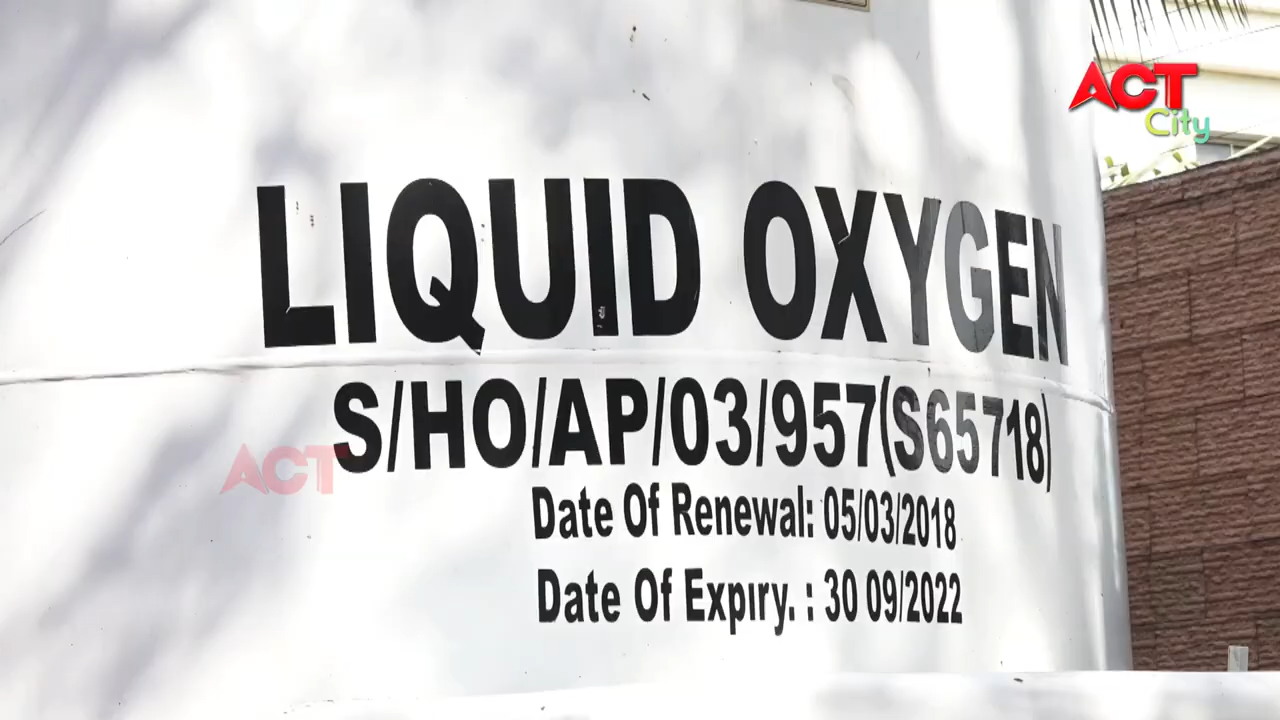 ACT
City
LIQUID OXYGEN
S/HO/AP/03/957(S65718)
ACT
Date Of Renewal: 05/03/2018
Date Of Expiry. : 30 09/2022